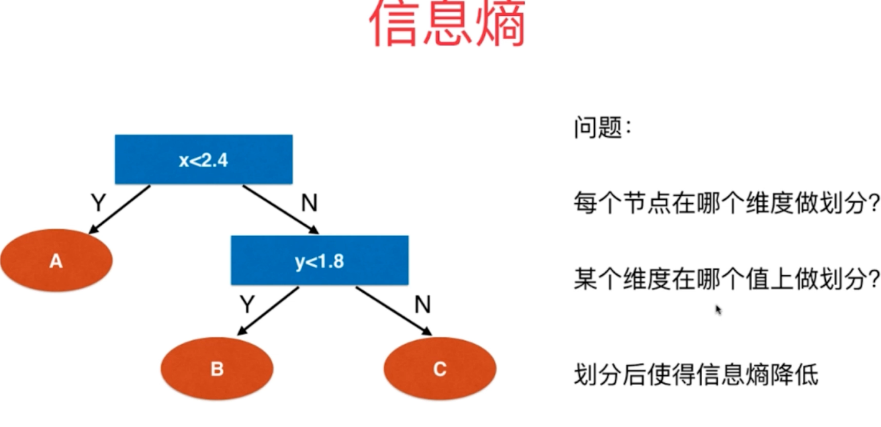 信息熵
x<2.4
Y
N
A
y<1.8
Y
N
B
C
问题：
每个节点在哪个维度做划分？
某个维度在哪个值上做划分？
划分后使得信息熵降低